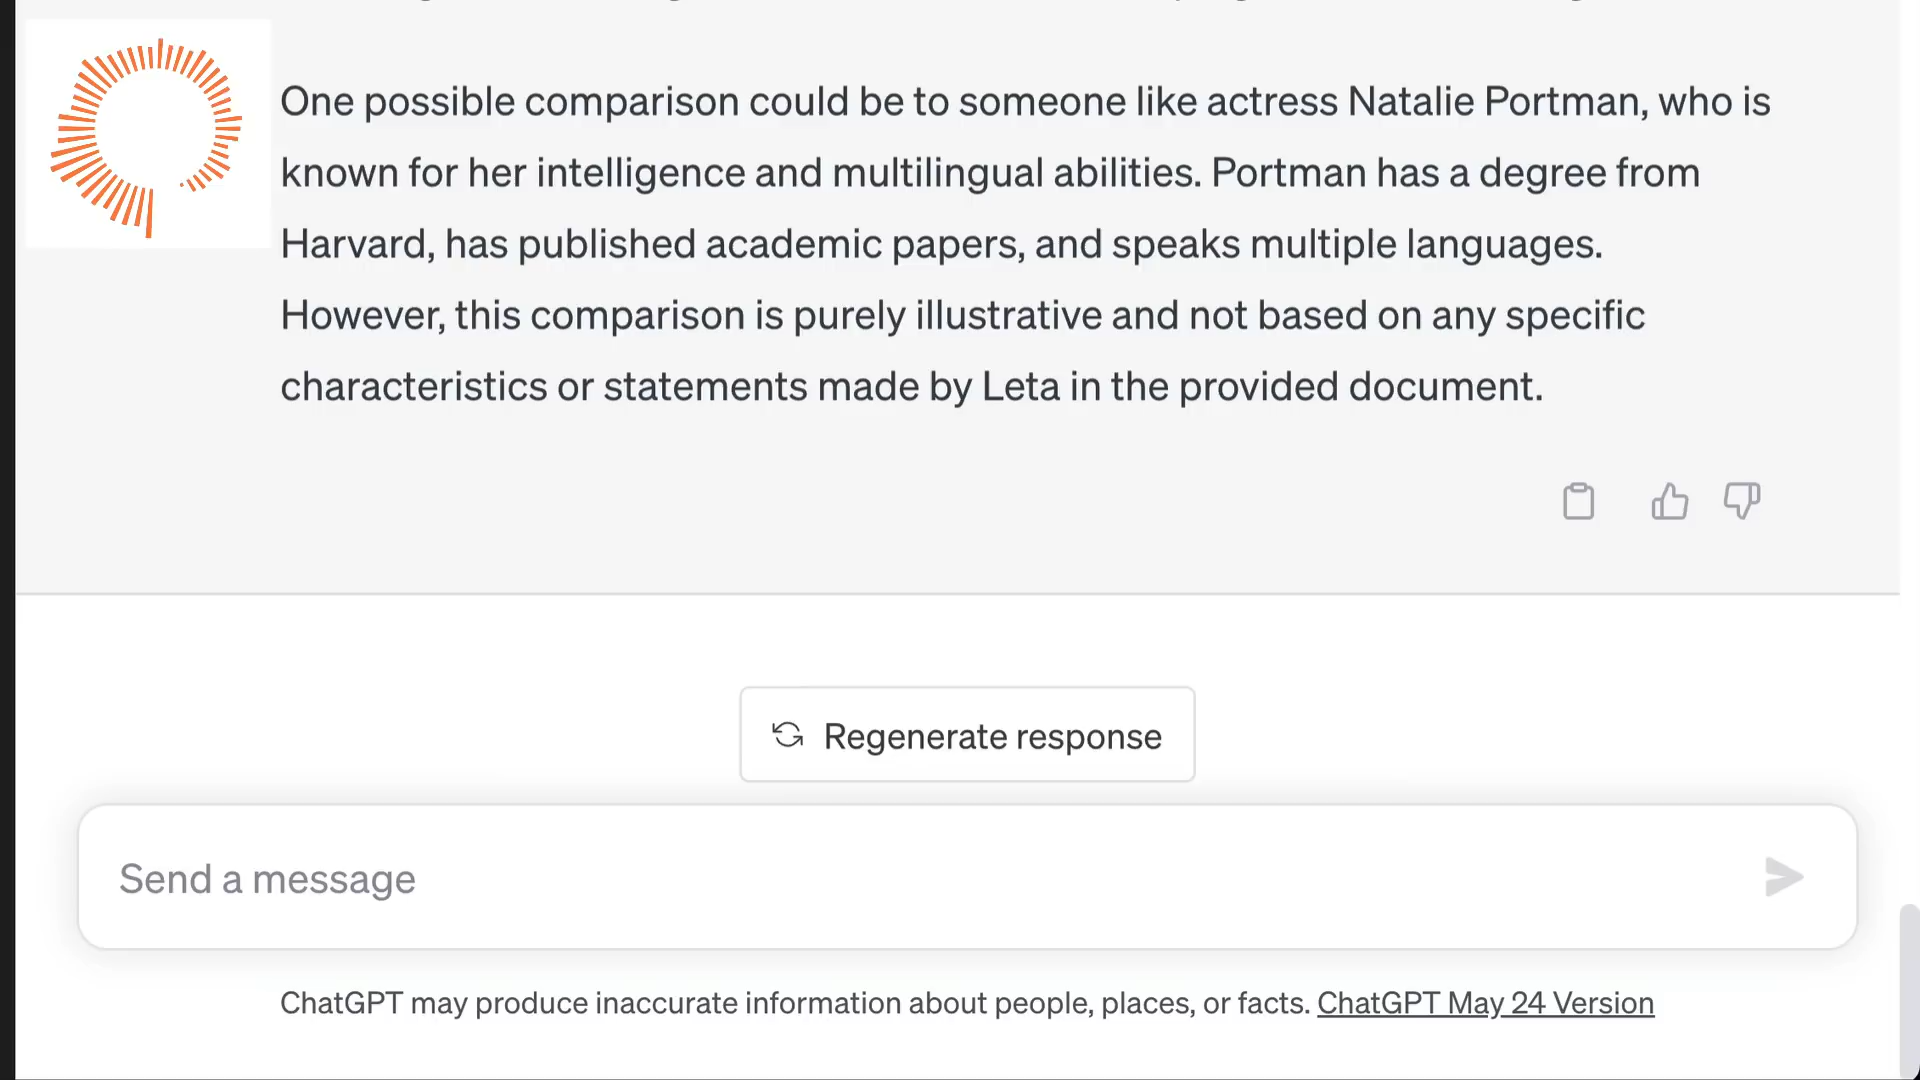 One possible comparison could be to someone like actress Natalie Portman, who is
known for her intelligence and multilingual abilities. Portman has a degree from
Harvard, has published academic papers, and speaks multiple languages.
However, this comparison is purely illustrative and not based on any specific
characteristics or statements made by Leta in the provided document.
Regenerate response
Send a message
ChatGPT may produce inaccurate information about people, places, or facts. ChatGPT May 24 Version